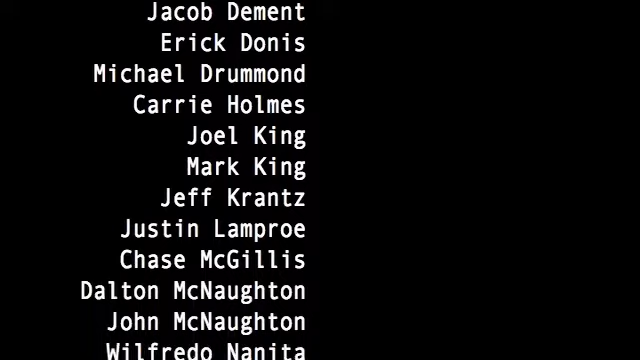 Jacob Dement
Erick Donis
Michael Drummond
Carrie Holmes
Joel King
Mark King
Jeff Krantz
Justin Lamproe
Chase McGillis
Dalton McNaughton
John McNaughton
Wilfredo Nanita